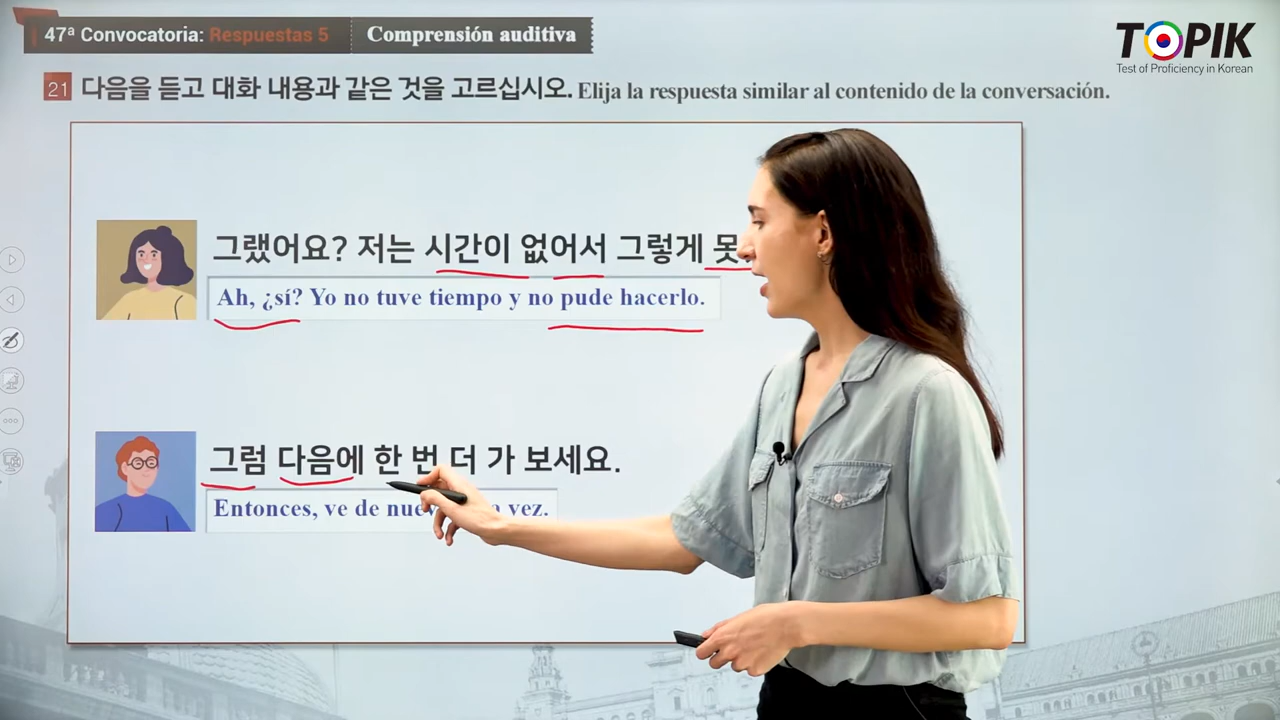 47ª Convocatoria: Respuestas 5 Comprensión auditiva
TOPIK
Test of Proficiency in Korean
21 다음을 듣고 대화 내용과 같은 것을 고르십시오. Elija la respuesta similar al contenido de la conversación.
그랬어요? 저는 시간이 없어서 그렇게 못
Ah, ¿sí? Yo no tuve tiempo y no pude hacerlo.
그럼 다음에 한 번 더 가 보세요.
Entonces, ve de vez.